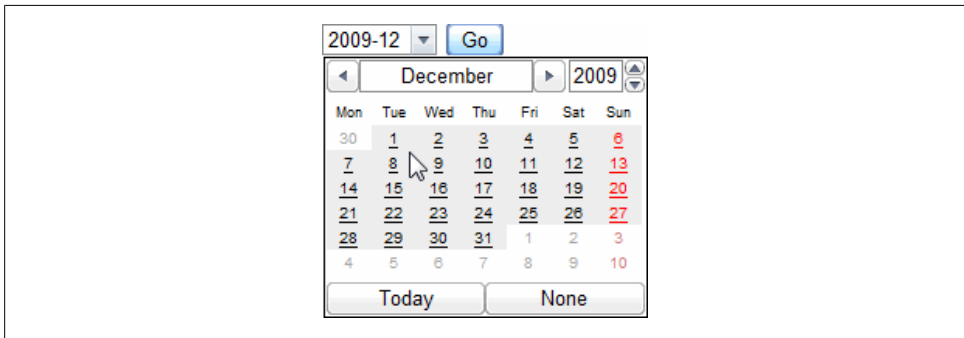 2009-12 Go
December 2009
Mon Tue Wed Thu Fri Sat Sun
30 1 2 3 4 5 6
7 8 9 10 11 12 13
14 15 16 17 18 19 20
21 22 23 24 25 26 27
28 29 30 31 1 2 3
4 5 6 7 8 9 10
Today None